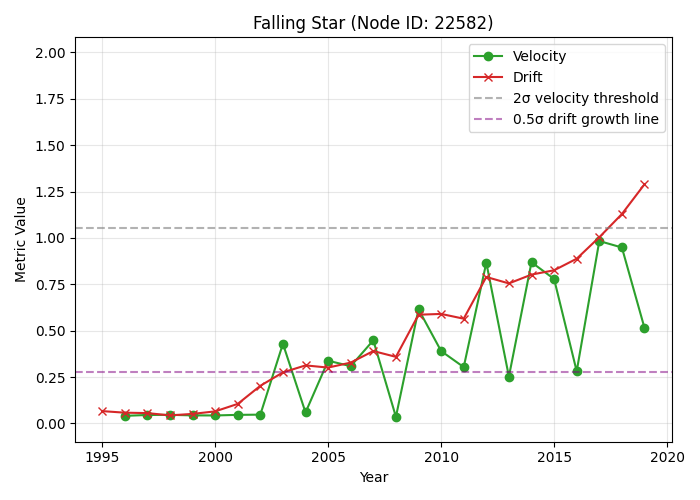 Falling Star (Node ID: 22582)
2.00
1.75
1.50
1.25
1.00
0.75
0.50
0.25
0.00
Metric Value
Velocity
Drift
2σ velocity threshold
0.5σ drift growth line
1995
2000
2005
2010
2015
2020
Year